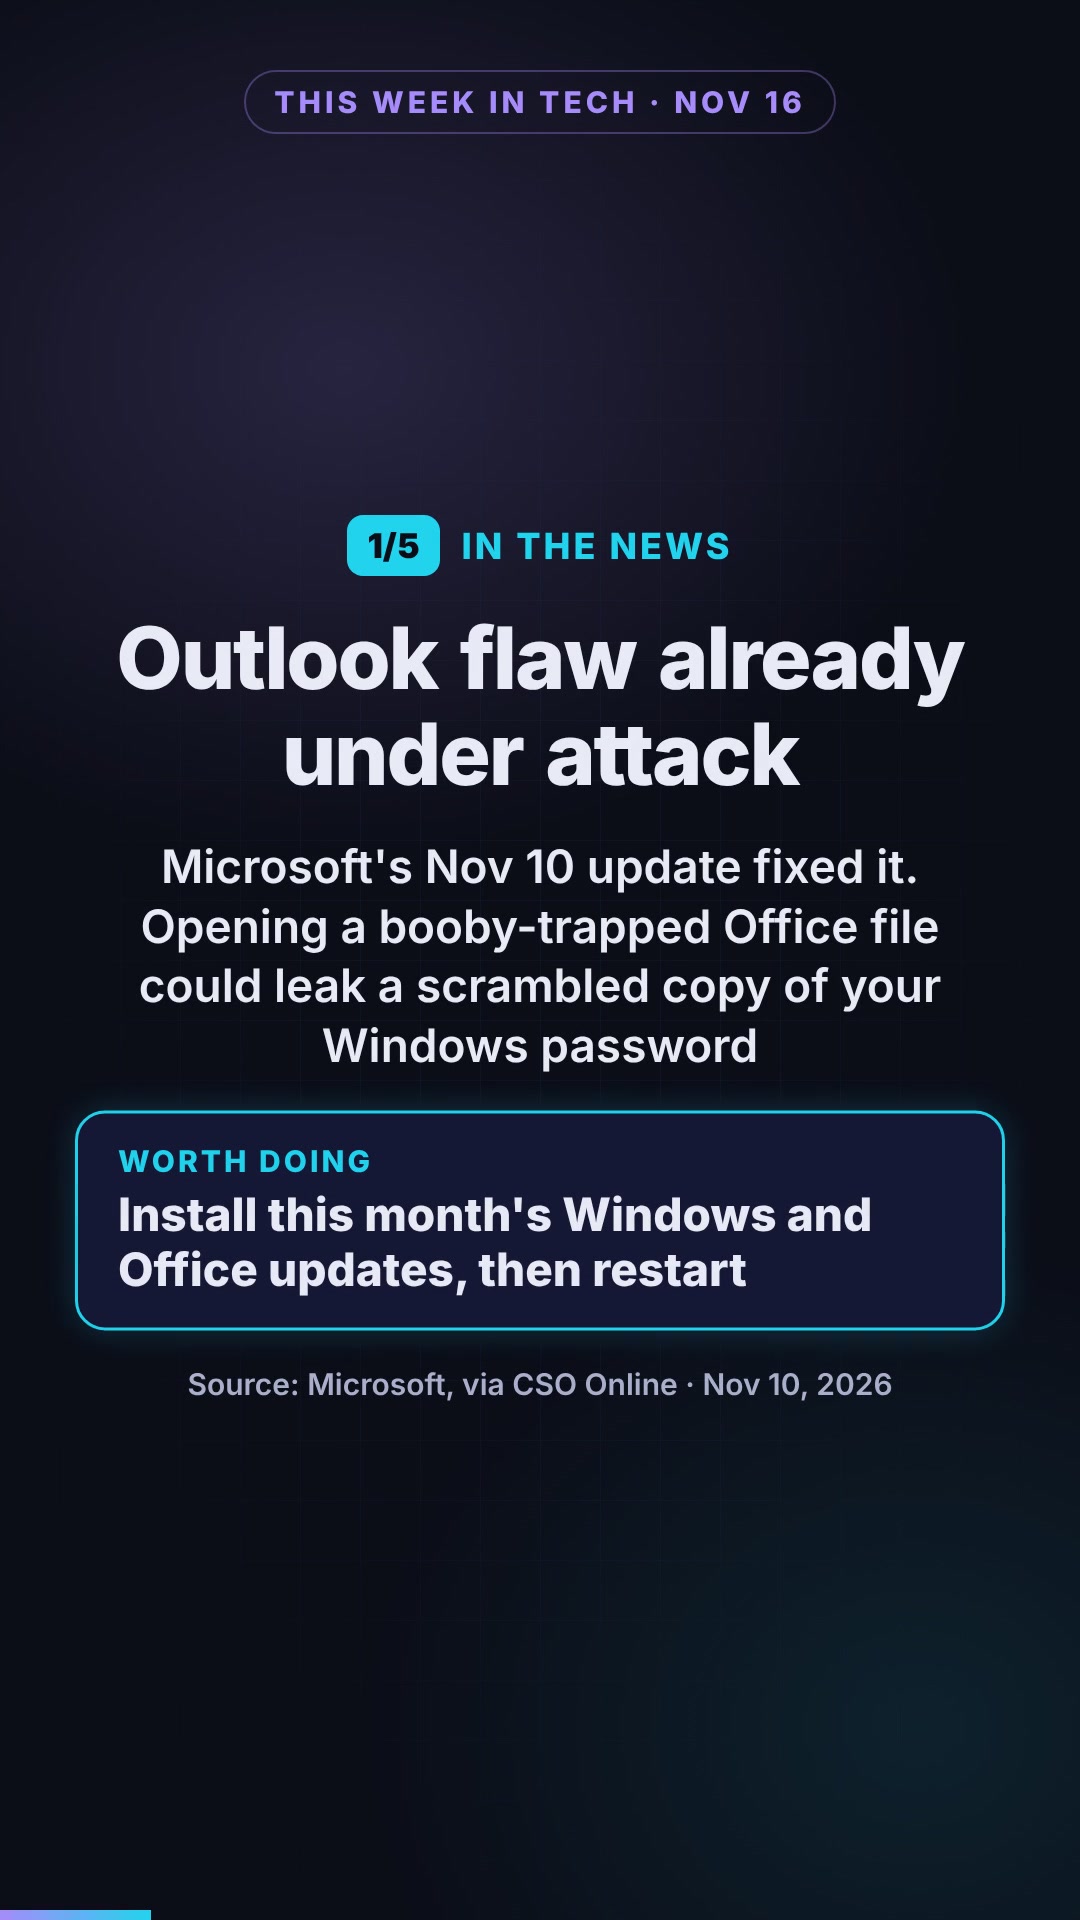 THIS WEEK IN TECH · NOV 16
1/5 IN THE NEWS
Outlook flaw already
under attack
Microsoft's Nov 10 update fixed it.
Opening a booby-trapped Office file
could leak a scrambled copy of your
Windows password
WORTH DOING
Install this month's Windows and
Office updates, then restart
Source: Microsoft, via CSO Online · Nov 10, 2026